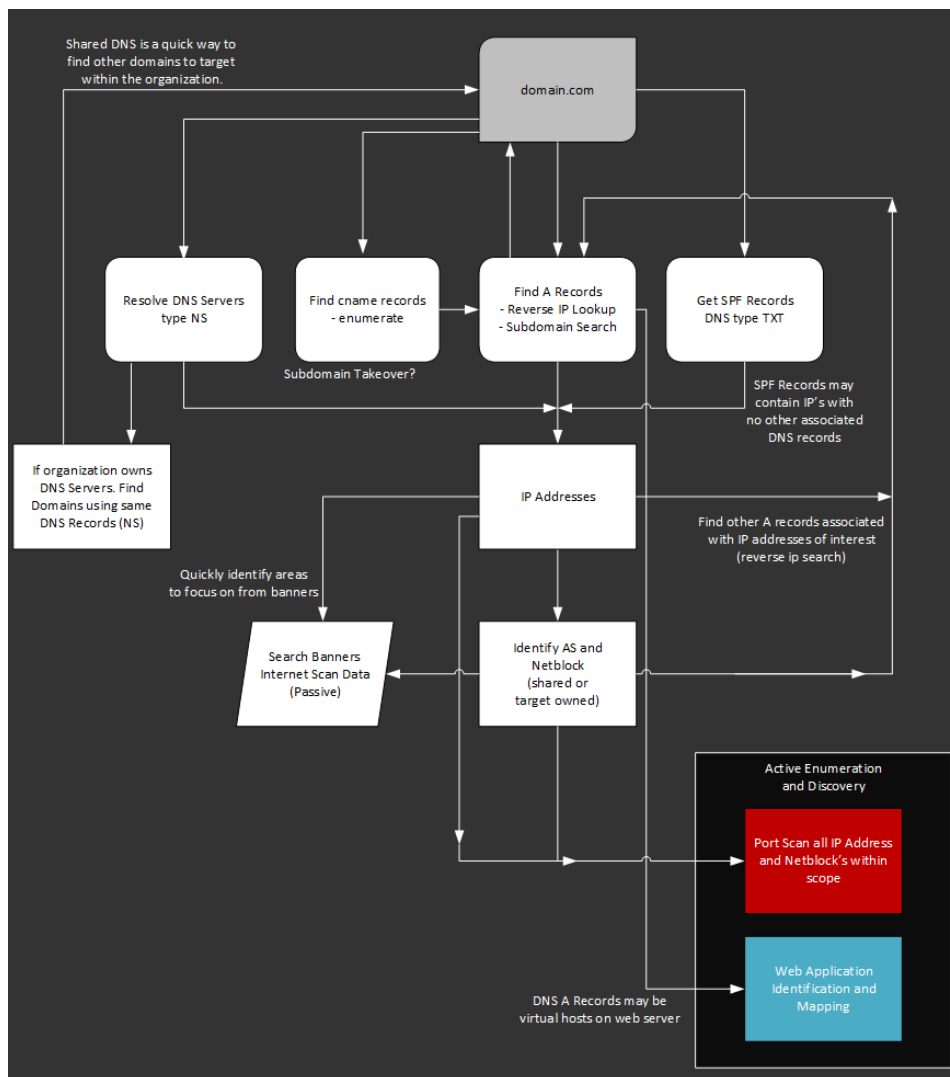 Shared DNS is a quick way to
find other domains to target
within the organization.
domain.com
Resolve DNS Servers
type NS
Find cname records
- enumerate
Find A Records
- Reverse IP Lookup
- Subdomain Search
Get SPF Records
DNS type TXT
Subdomain Takeover?
SPF Records may
contain IP's with
no other associated
DNS records
If organization owns
DNS Servers. Find
Domains using same
DNS Records (NS)
IP Addresses
Find other A records associated
with IP addresses of interest
(reverse ip search)
Quickly identify areas
to focus on from banners
Search Banners
Internet Scan Data
(Passive)
Identify AS and
Netblock
(shared or
target owned)
Active Enumeration
and Discovery
Port Scan all IP Address
and Netblock's within
scope
Web Application
Identification and
Mapping
DNS A Records may be
virtual hosts on web server